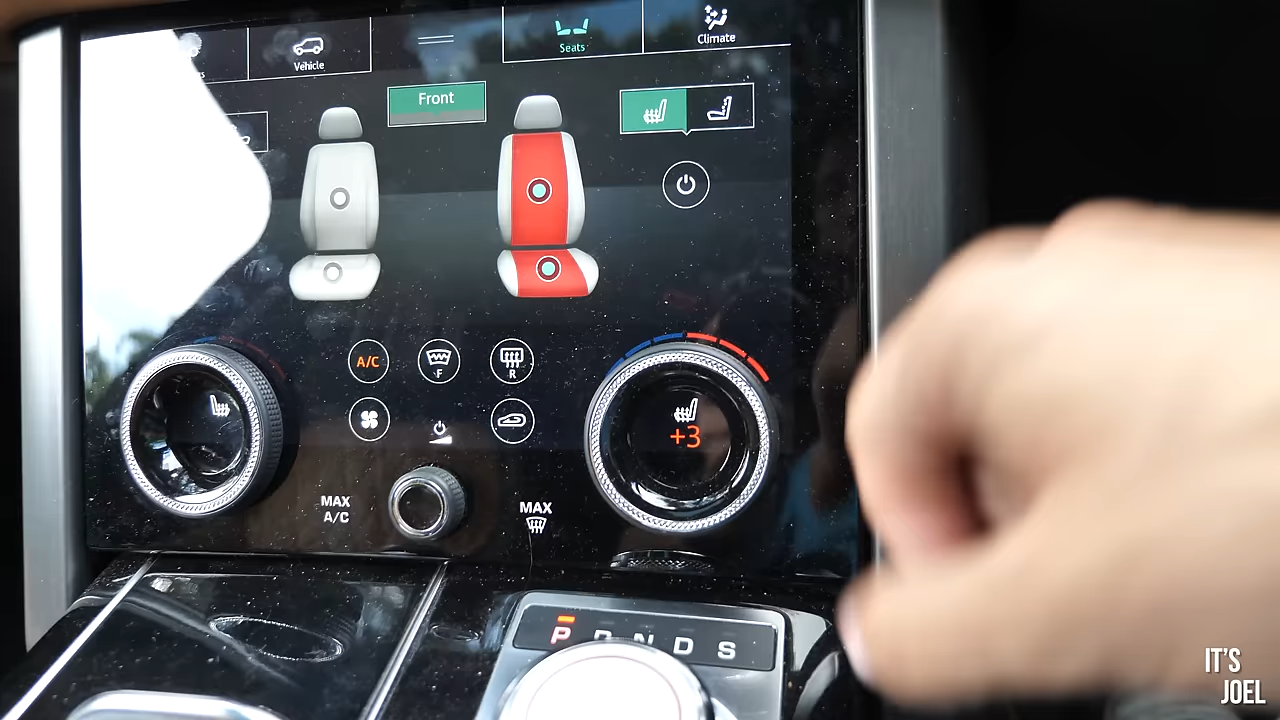 Vehicle
Seats
Climate
Front
A/C
F
R
+3
MAX
A/C
MAX
P R N D S
IT'S
JOEL